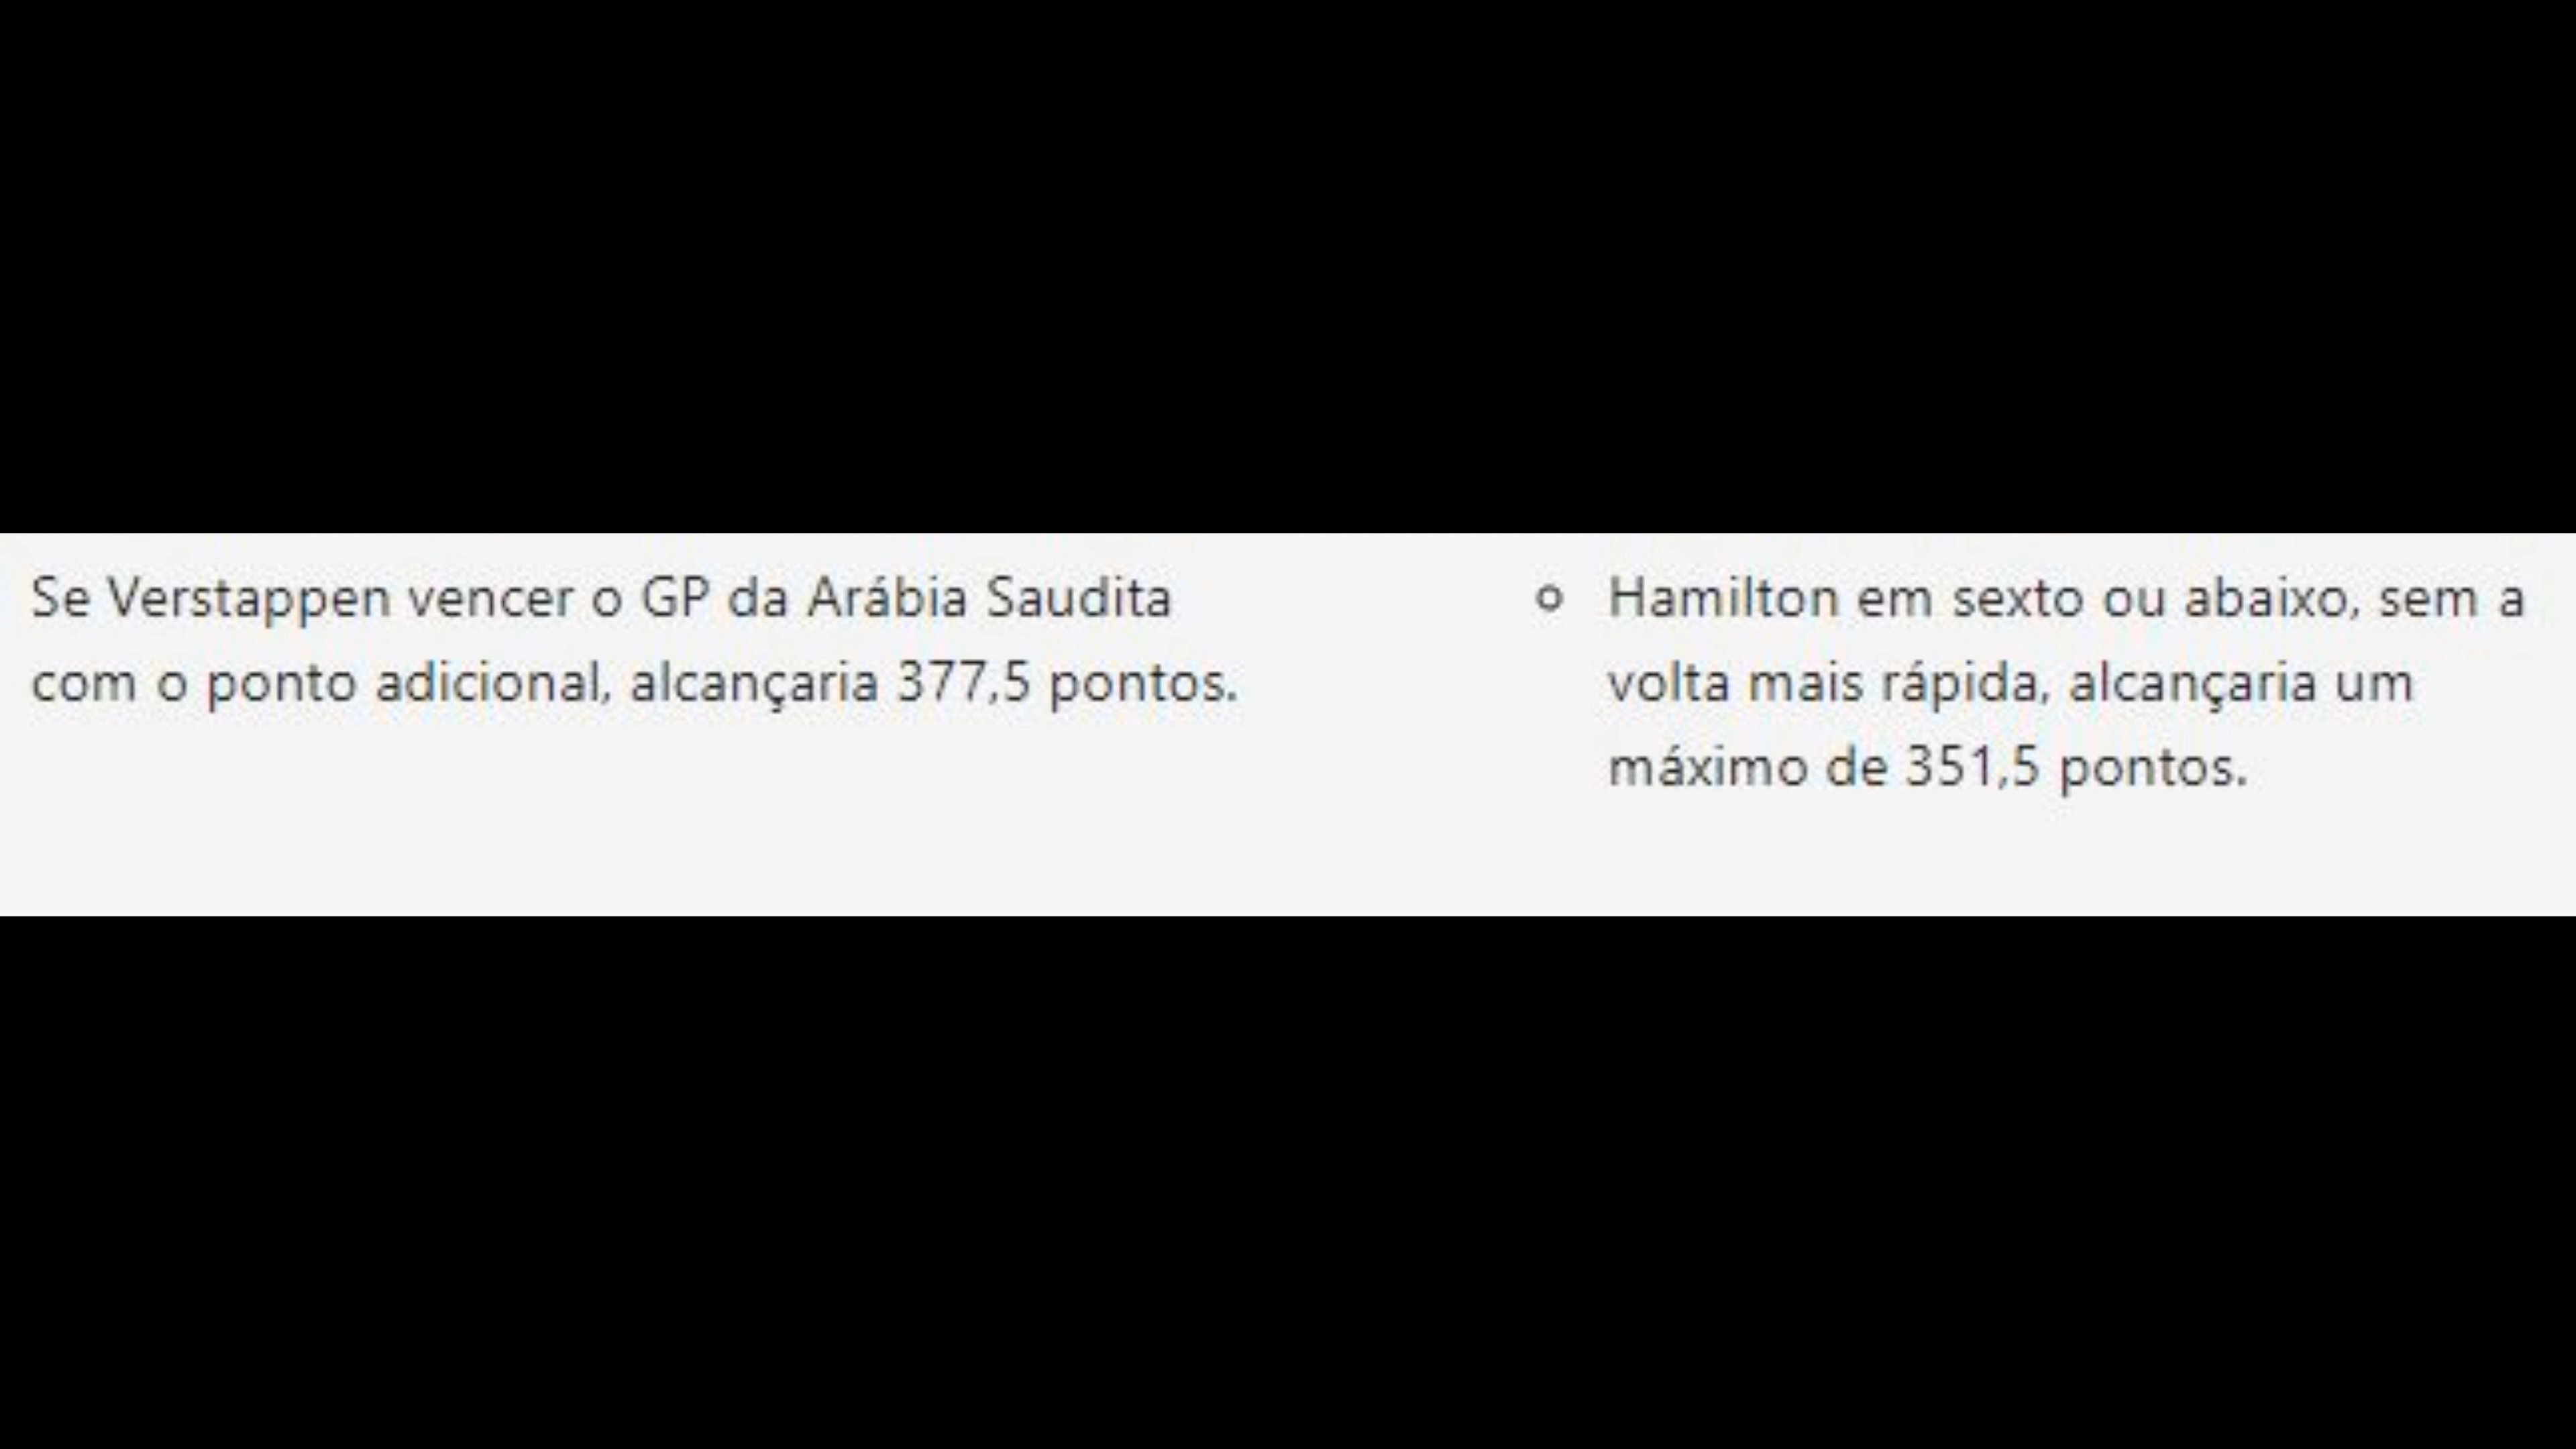 Se Verstappen vencer o GP da Arábia Saudita
com o ponto adicional, alcançaria 377,5 pontos.
o Hamilton em sexto ou abaixo, sem a
volta mais rápida, alcançaria um
máximo de 351,5 pontos.